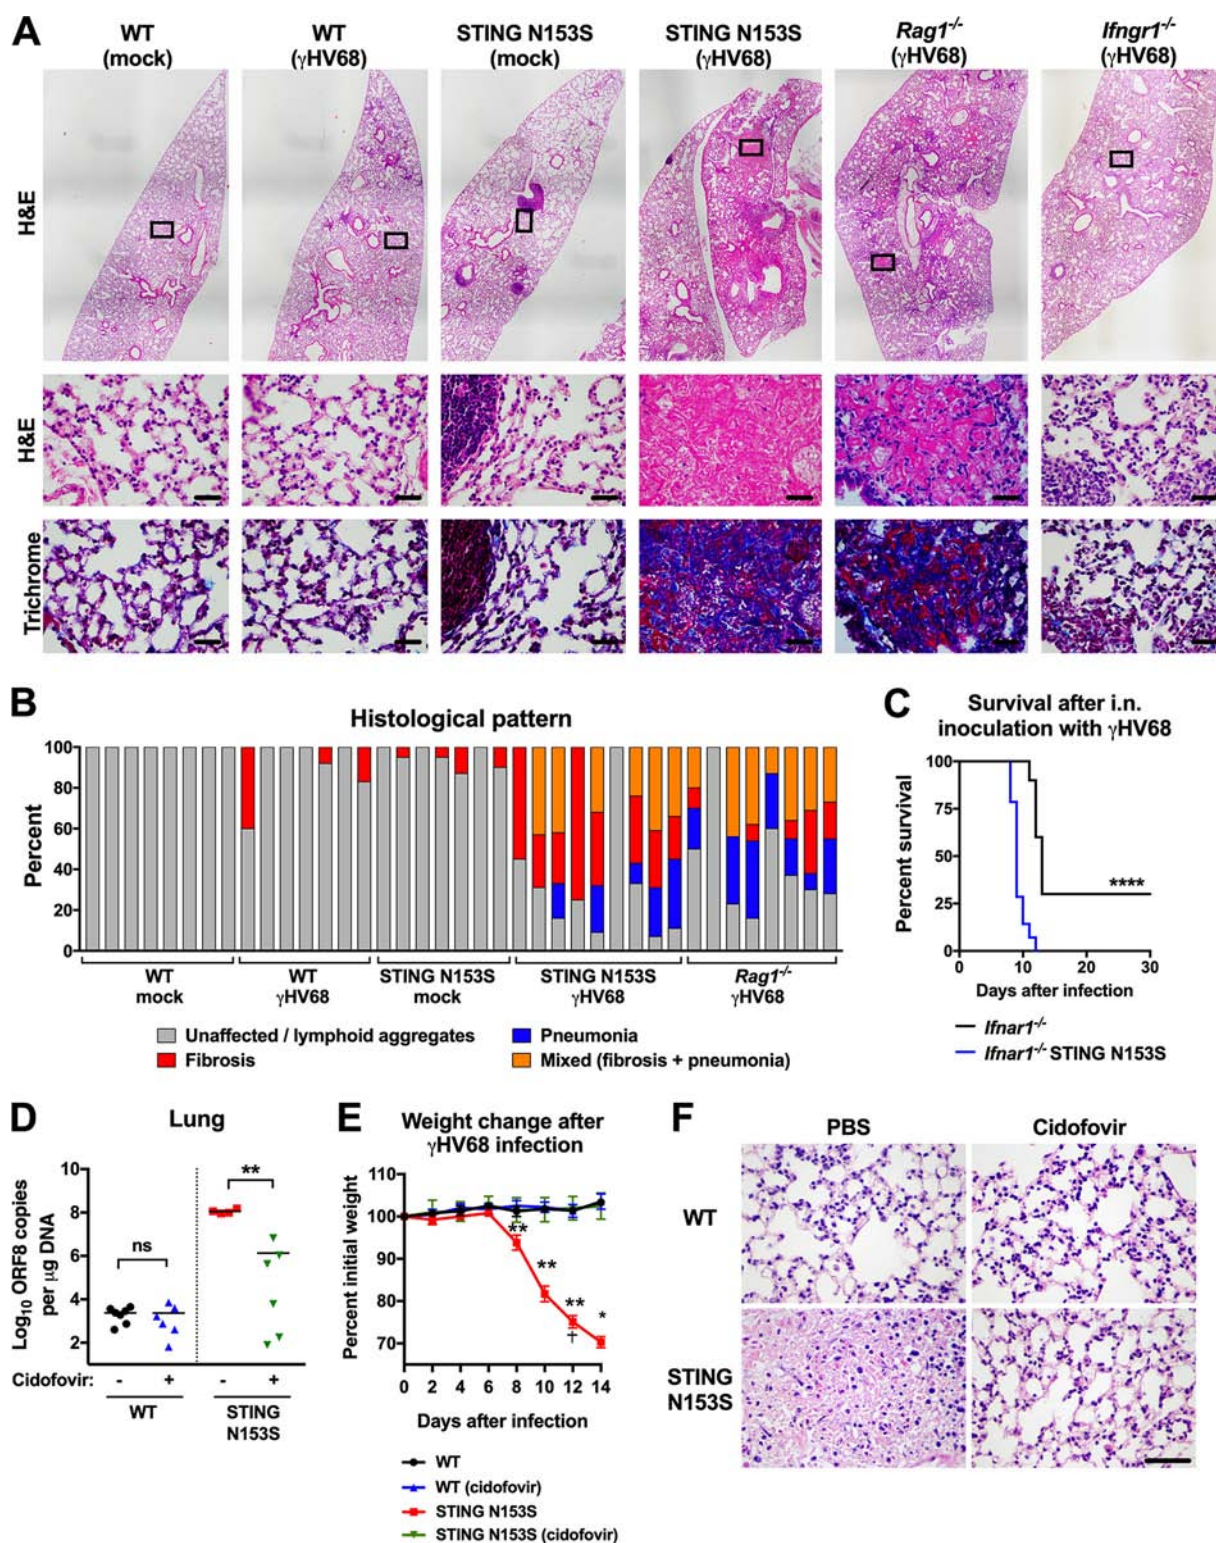 A
WT
(mock)
WT
(γHV68)
STING N153S
(mock)
STING N153S
(γHV68)
Rag1-/-
(γHV68)
Ifngr1-/-
(γHV68)
H&E
H&E
Trichrome
B
Histological pattern
Percent
100
80
60
40
20
0
WT
mock
WT
γHV68
STING N153S
mock
STING N153S
γHV68
Rag1-/-
γHV68
Unaffected / lymphoid aggregates
Fibrosis
Pneumonia
Mixed (fibrosis + pneumonia)
C
Survival after i.n.
inoculation with γHV68
Percent survival
100
75
50
25
0
****
0 10 20 30
Days after infection
Ifnar1-/-
Ifnar1-/- STING N153S
D
Lung
Log10 ORF8 copies
per μg DNA
10
8
6
4
2
ns
**
Cidofovir: - + - +
WT
STING
N153S
E
Weight change after
γHV68 infection
Percent initial weight
110
100
90
80
70
**
**
**
†
*
0 2 4 6 8 10 12 14
Days after infection
WT
WT (cidofovir)
STING N153S
STING N153S (cidofovir)
F
PBS
Cidofovir
WT
STING
N153S